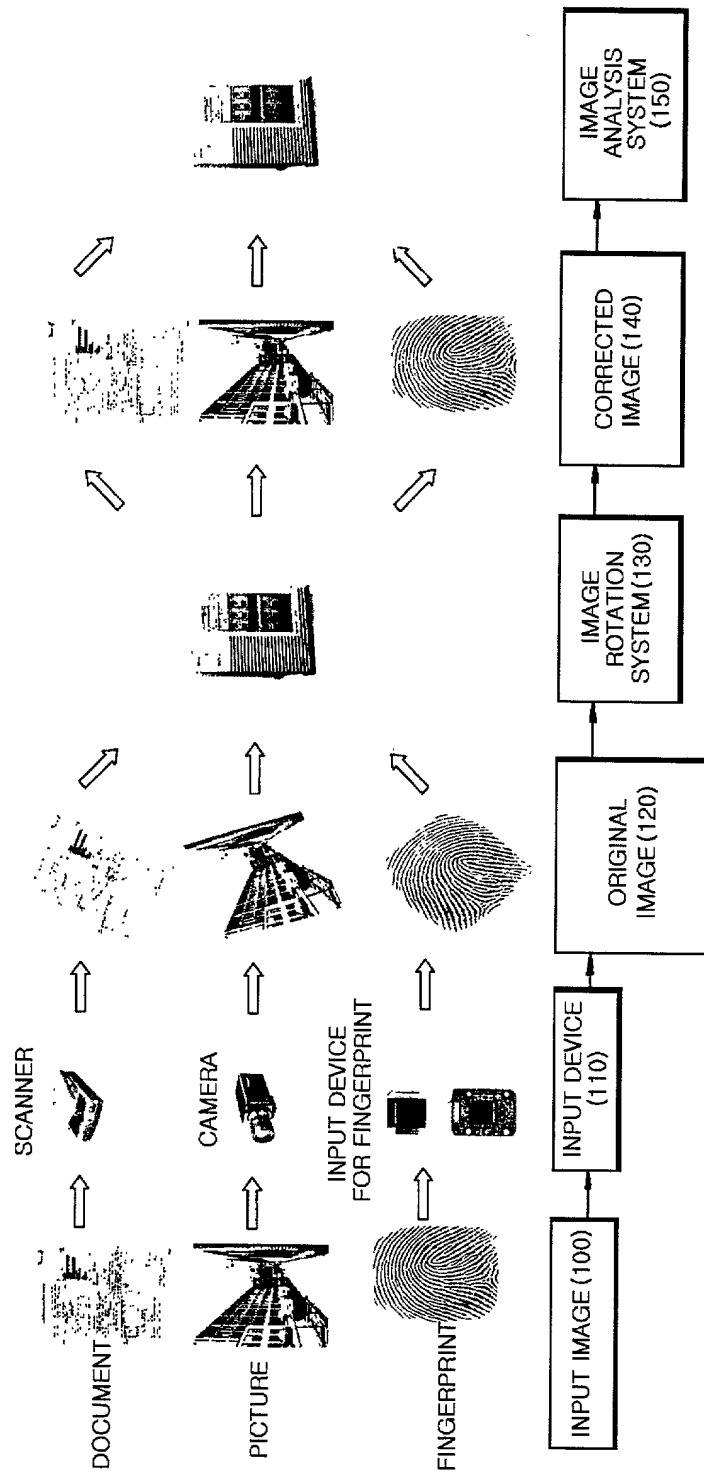 DOCUMENT
SCANNER
PICTURE
CAMERA
FINGERPRINT
INPUT DEVICE
FOR FINGERPRINT
INPUT IMAGE (100)
INPUT DEVICE
(110)
ORIGINAL
IMAGE (120)
IMAGE
ROTATION
SYSTEM(130)
CORRECTED
IMAGE (140)
IMAGE
ANALYSIS
SYSTEM
(150)